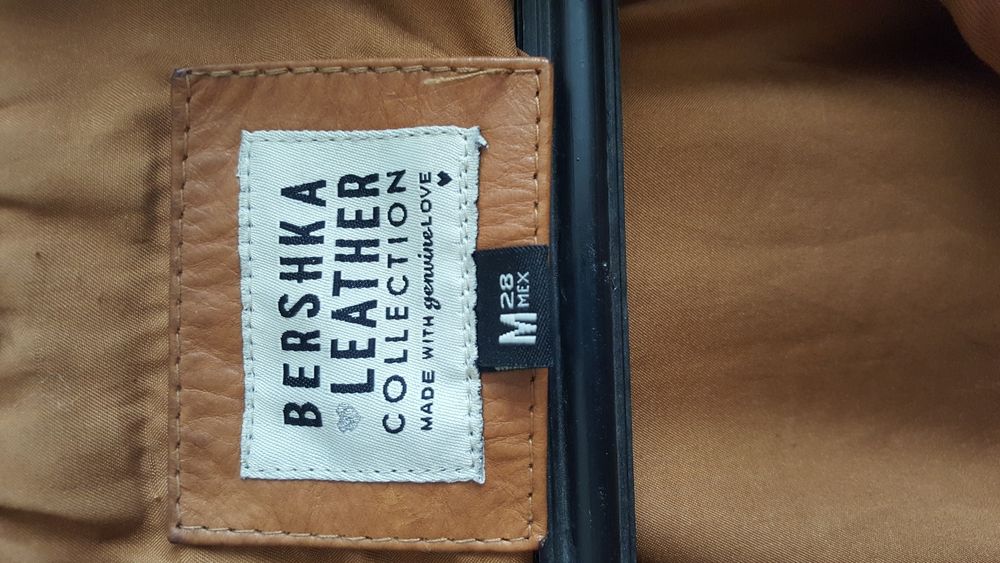 BERSHKA
LEATHER
COLLECTION
MADE WITH genuine LOVE
M 28
MEX